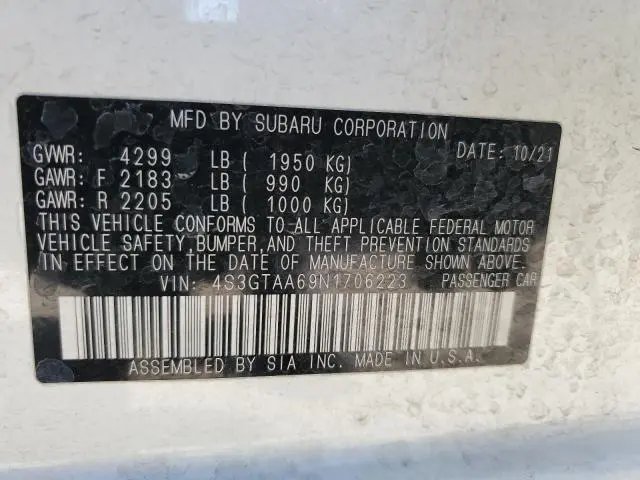 MFD BY SUBARU CORPORATION
GVWR: 4299 LB ( 1950 KG) DATE: 10/21
GAWR: F 2183 LB ( 990 KG)
GAWR: R 2205 LB ( 1000 KG)
THIS VEHICLE CONFORMS TO ALL APPLICABLE FEDERAL MOTOR
VEHICLE SAFETY, BUMPER, AND THEFT PREVENTION STANDARDS
IN EFFECT ON THE DATE OF MANUFACTURE SHOWN ABOVE.
VIN: 4S3GTAA69N1706223 PASSENGER CAR
ASSEMBLED BY SIA INC. MADE IN U.S.A.